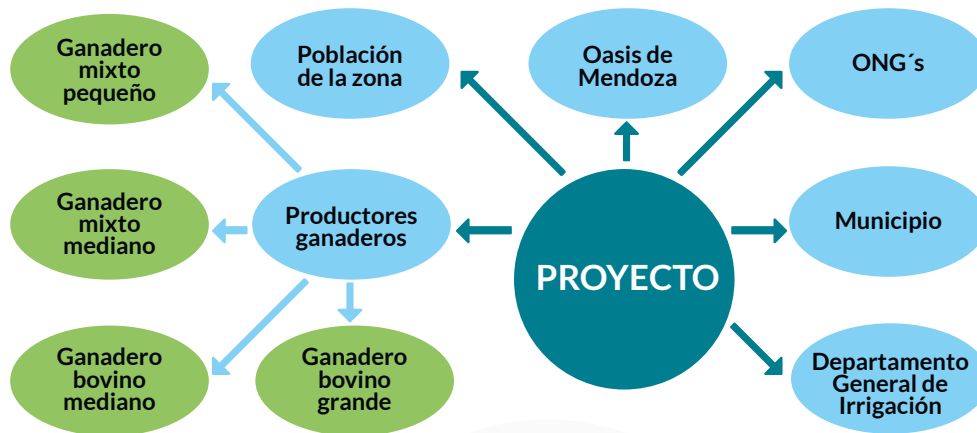 Ganadero
mixto
pequeño
Población
de la zona
Oasis de
Mendoza
ONG´s
Ganadero
mixto
mediano
Productores
ganaderos
PROYECTO
Municipio
Ganadero
bovino
mediano
Ganadero
bovino
grande
Departamento
General de
Irrigación